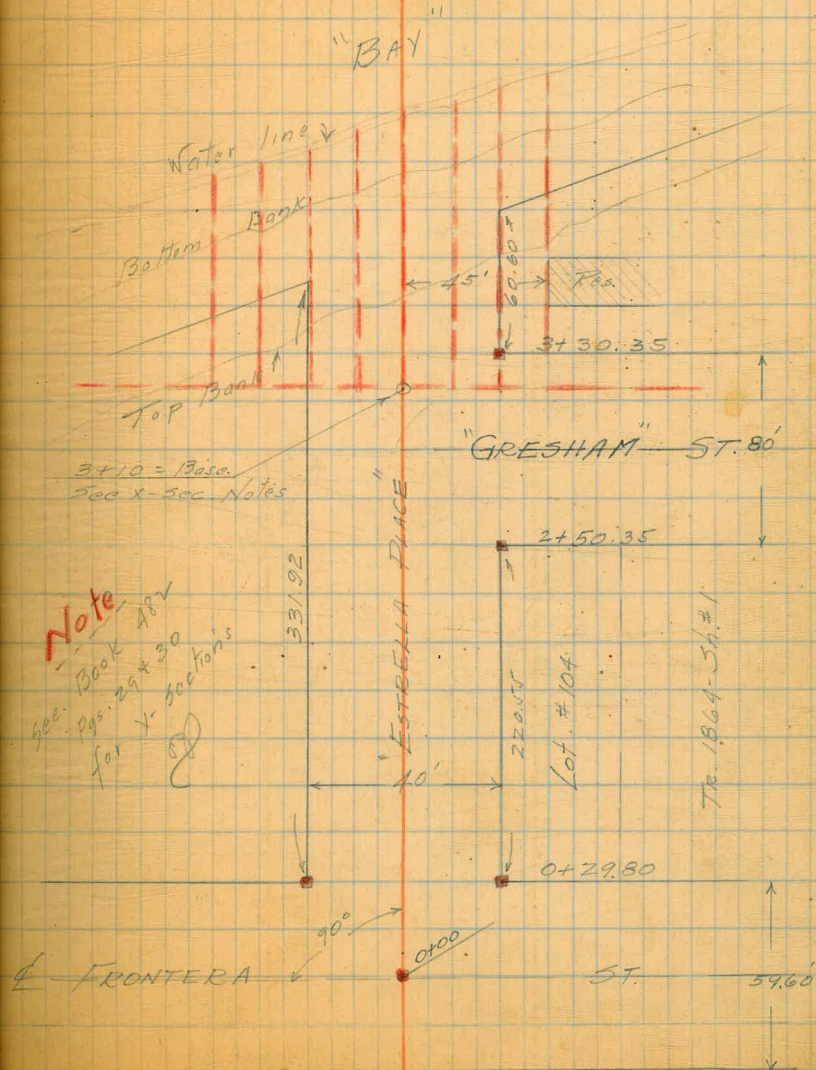 "BAY"
Water line
Bottom Bank
45'
60.60
Res.
3+30.35
Top Bank
"GRESHAM" ST. 80'
3+10 = Base.
See X-Sec. Notes
"ESTRELLA PLACE"
2+50.35
331.92
Note
See. Book 482
Pgs. 29 & 30
for X-Sections
220.55
Lot. #104
Tr. 1864-Sh.#1
40'
0+29.80
90°
0+00
℄ FRONTERA ST. 59.60'